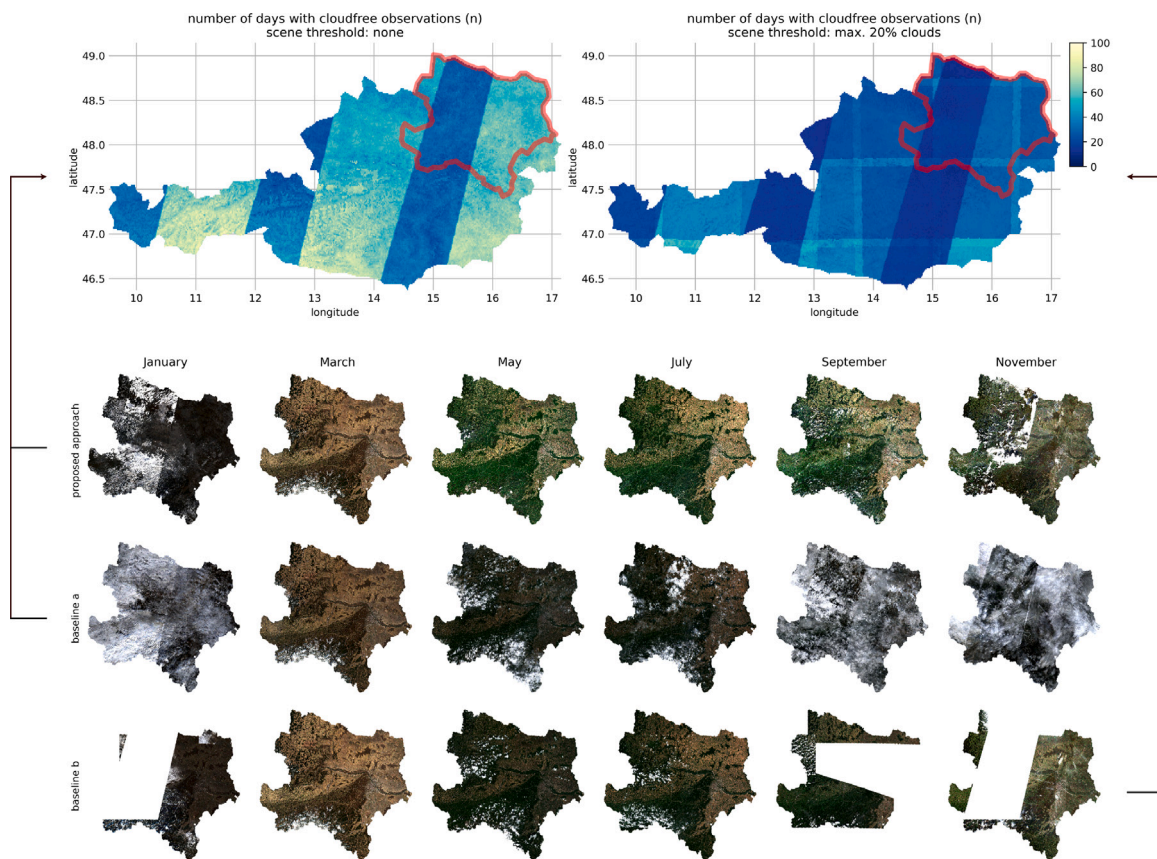 number of days with cloudfree observations (n)
scene threshold: none
number of days with cloudfree observations (n)
scene threshold: max. 20% clouds
49.0
48.5
48.0
47.5
47.0
46.5
latitude
10 11 12 13 14 15 16 17
longitude
49.0
48.5
48.0
47.5
47.0
46.5
latitude
10 11 12 13 14 15 16 17
longitude
100
80
60
40
20
0
January March May July September November
proposed approach
baseline a
baseline b